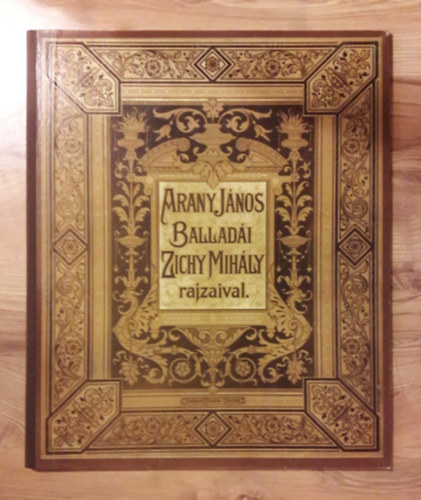 ARANY JÁNOS
BALLADÁI
ZICHY MIHÁLY
rajzaival.